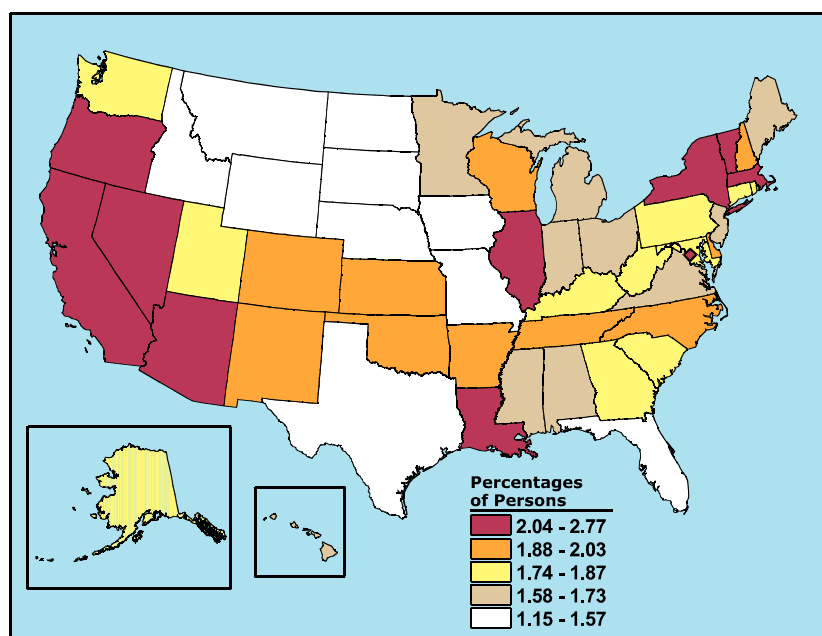 Percentages
of Persons
2.04 - 2.77
1.88 - 2.03
1.74 - 1.87
1.58 - 1.73
1.15 - 1.57